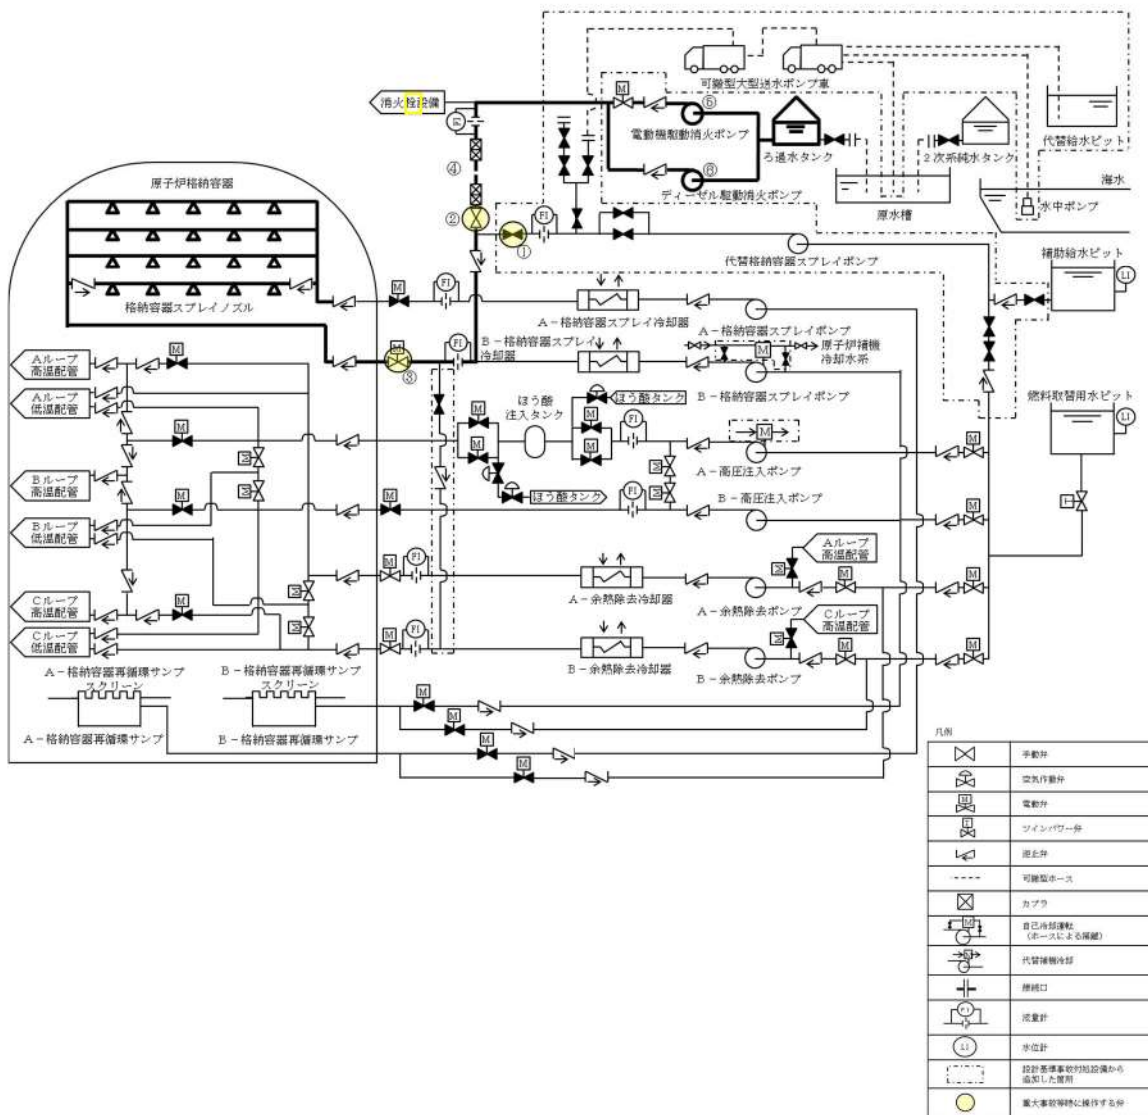 可搬型大型送水ポンプ車
消火栓設備
FI
M
⑤
電動機駆動消火ポンプ
ろ過水タンク
2次系純水タンク
代替給水ピット
④
⑥
ディーゼル駆動消火ポンプ
原水槽
海水
水中ポンプ
原子炉格納容器
②
①
FI
代替格納容器スプレイポンプ
補助給水ピット
LI
格納容器スプレイノズル
M
FI
A-格納容器スプレイ冷却器
A-格納容器スプレイポンプ
B-格納容器スプレイ
冷却器
原子炉補機
冷却水系
M
③
FI
M
B-格納容器スプレイポンプ
Aループ
高温配管
M
Aループ
低温配管
ほう酸
注入タンク
ほう酸タンク
燃料取替用水ピット
LI
M
M
M
FI
M
M
M
M
A-高圧注入ポンプ
Bループ
高温配管
ほう酸タンク
B-高圧注入ポンプ
M
M
FI
M
Bループ
低温配管
Aループ
高温配管
M
FI
A-余熱除去冷却器
A-余熱除去ポンプ
M
M
Cループ
高温配管
M
Cループ
高温配管
Cループ
低温配管
M
FI
B-余熱除去冷却器
B-余熱除去ポンプ
M
M
A-格納容器再循環サンプ
スクリーン
B-格納容器再循環サンプ
スクリーン
A-格納容器再循環サンプ
B-格納容器再循環サンプ
M
M
M
M
凡例
手動弁
空気作動弁
M
電動弁
ツインパワー弁
逆止弁
可搬型ホース
カプラ
M
自己冷却運転
(ホースによる隔離)
代替補機冷却
接続口
FI
流量計
LI
水位計
設計基準事故対処設備から
追加した箇所
重大事故等時に操作する弁